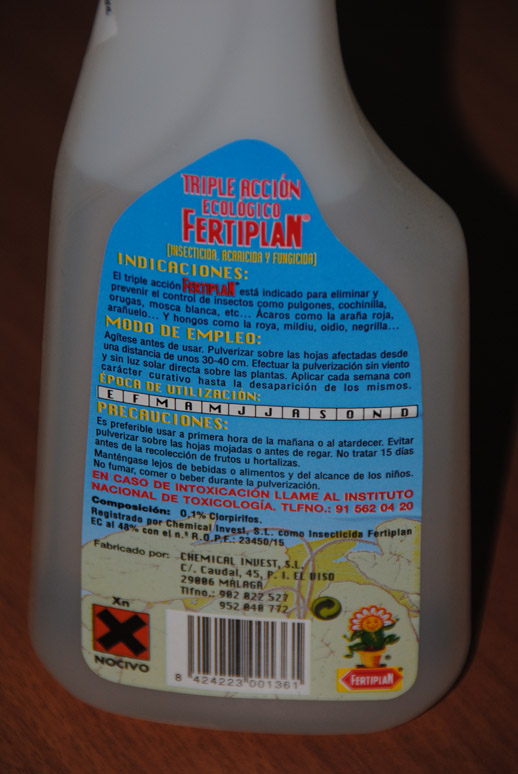 TRIPLE ACCIÓN
ECOLÓGICO
FERTIPLAN®
(INSECTICIDA, ACARICIDA Y FUNGICIDA)
INDICACIONES:
El triple acción FERTIPLAN® está indicado para eliminar y
prevenir el control de insectos como pulgones, cochinilla,
orugas, mosca blanca, etc... Ácaros como la araña roja,
arañuelo... Y hongos como la roya, mildiu, oidio, negrilla...
MODO DE EMPLEO:
Agítese antes de usar. Pulverizar sobre las hojas afectadas desde
una distancia de unos 30-40 cm. Efectuar la pulverización sin viento
y sin luz solar directa sobre las plantas. Aplicar cada semana con
carácter curativo hasta la desaparición de los mismos.
ÉPOCA DE UTILIZACIÓN:
E F M A M J J A S O N D
PRECAUCIONES:
Es preferible usar a primera hora de la mañana o al atardecer. Evitar
pulverizar sobre las hojas mojadas o antes de regar. No tratar 15 días
antes de la recolección de frutos u hortalizas.
Manténgase lejos de bebidas o alimentos y del alcance de los niños.
No fumar, comer o beber durante la pulverización.
EN CASO DE INTOXICACIÓN LLAME AL INSTITUTO
NACIONAL DE TOXICOLOGÍA. TLFNO.: 91 562 04 20
Composición: 0,1% Clorpirifos.
Registrado por Chemical Invest, S.L. como Insecticida Fertiplan
EC al 48% con el n.º R.O.P.F.: 23450/15
Fabricado por: CHEMICAL INVEST, S.L.
C/. Caudal, 45, P. I. EL VISO
29006 MÁLAGA
Tlfno.: 902 022 527
952 040 772
Xn
NOCIVO
8 424223 001361
FERTIPLAN